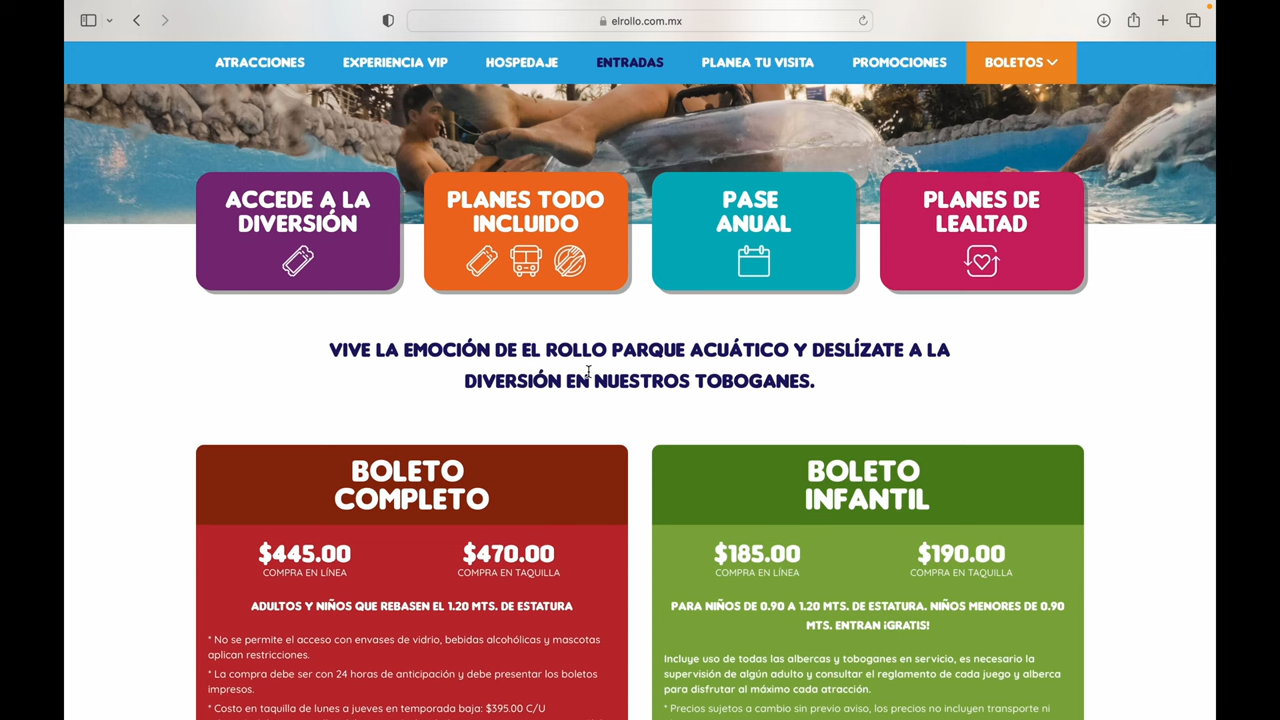 elrollo.com.mx
ATRACCIONES EXPERIENCIA VIP HOSPEDAJE ENTRADAS PLANEA TU VISITA PROMOCIONES BOLETOS
ACCEDE A LA
DIVERSIÓN
PLANES TODO
INCLUIDO
PASE
ANUAL
PLANES DE
LEALTAD
VIVE LA EMOCIÓN DE EL ROLLO PARQUE ACUÁTICO Y DESLÍZATE A LA
DIVERSIÓN EN NUESTROS TOBOGANES.
BOLETO
COMPLETO
$445.00 $470.00
COMPRA EN LÍNEA COMPRA EN TAQUILLA
ADULTOS Y NIÑOS QUE REBASEN EL 1.20 MTS. DE ESTATURA
* No se permite el acceso con envases de vidrio, bebidas alcohólicas y mascotas
aplican restricciones.
* La compra debe ser con 24 horas de anticipación y debe presentar los boletos
impresos.
* Costo en taquilla de lunes a jueves en temporada baja: $395.00 C/U
BOLETO
INFANTIL
$185.00 $190.00
COMPRA EN LÍNEA COMPRA EN TAQUILLA
PARA NIÑOS DE 0.90 A 1.20 MTS. DE ESTATURA. NIÑOS MENORES DE 0.90
MTS. ENTRAN ¡GRATIS!
Incluye uso de todas las albercas y toboganes en servicio, es necesario la
supervisión de algún adulto y consultar el reglamento de cada juego y alberca
para disfrutar al máximo cada atracción.
* Precios sujetos a cambio sin previo aviso, los precios no incluyen transporte ni